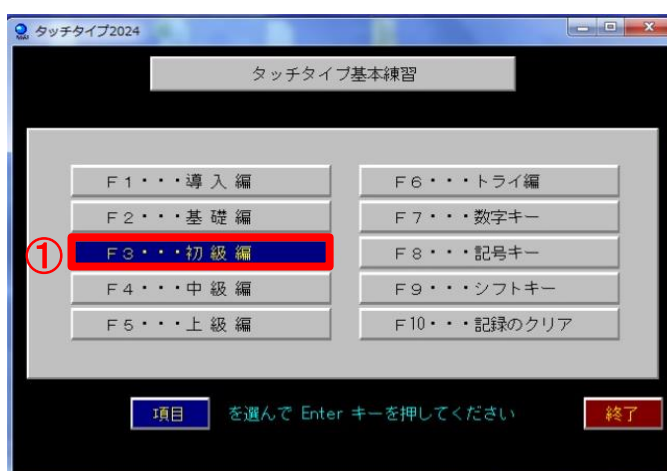 タッチタイプ2024
タッチタイプ基本練習
F1・・・導入編
F2・・・基礎編
① F3・・・初級編
F4・・・中級編
F5・・・上級編
F6・・・トライ編
F7・・・数字キー
F8・・・記号キー
F9・・・シフトキー
F10・・・記録のクリア
項目 を選んで Enter キーを押してください
終了